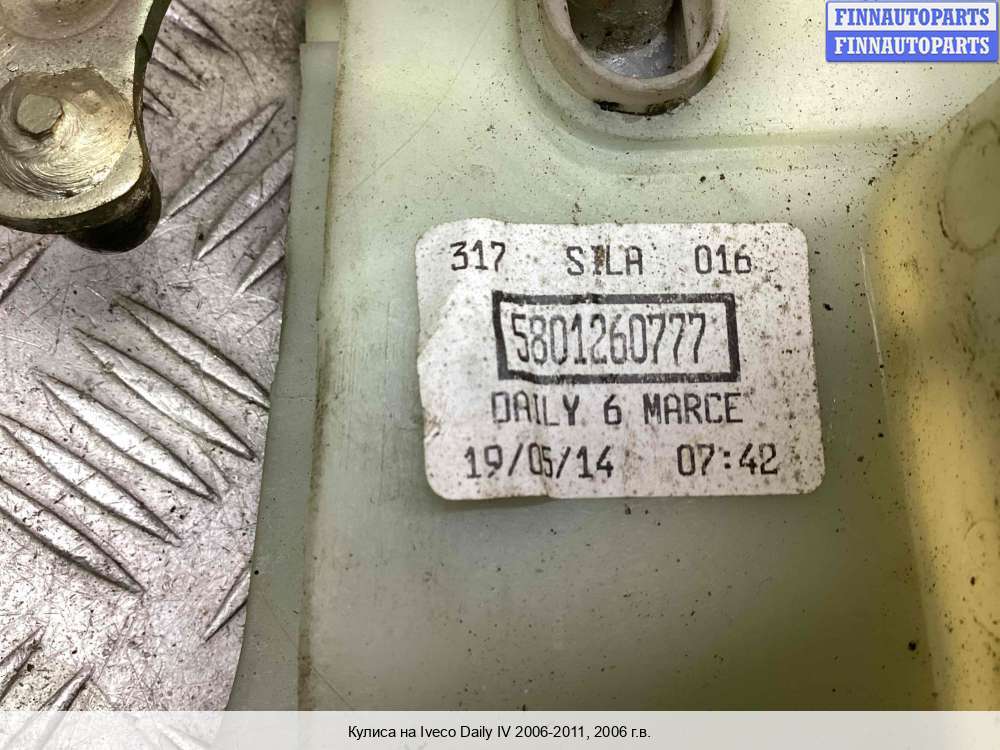 FINNAUTOPARTS
FINNAUTOPARTS
317 SILA 016
5801260777
DAILY 6 MARCE
19/05/14 07:42
Кулиса на Iveco Daily IV 2006-2011, 2006 г.в.